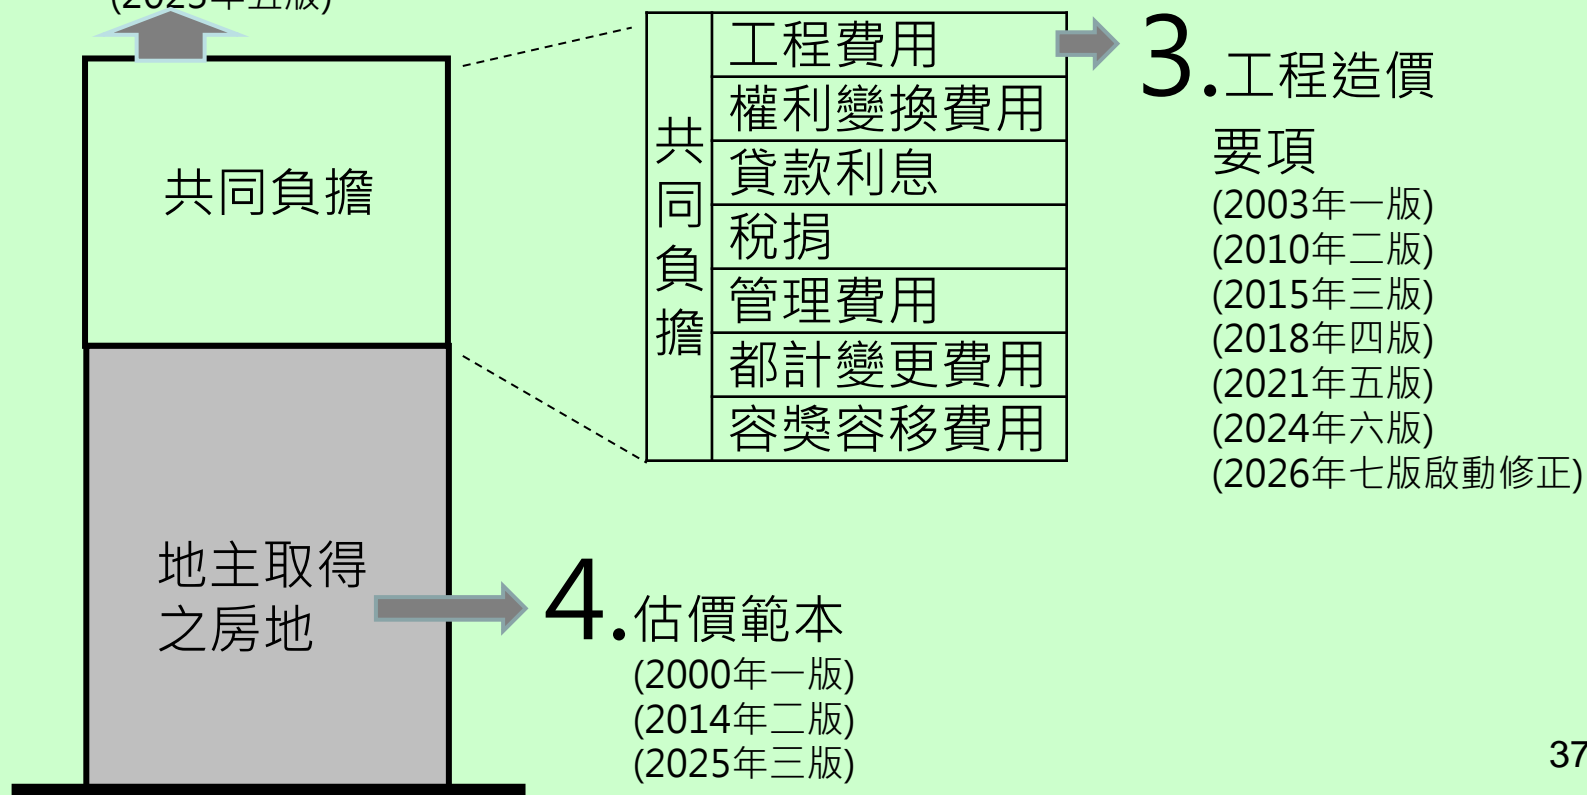 共同負擔
地主取得
之房地
共同負擔
工程費用
權利變換費用
貸款利息
稅捐
管理費用
都計變更費用
容獎容移費用
3.工程造價
要項
(2003年一版)
(2010年二版)
(2015年三版)
(2018年四版)
(2021年五版)
(2024年六版)
(2026年七版啟動修正)
4.估價範本
(2000年一版)
(2014年二版)
(2025年三版)
37